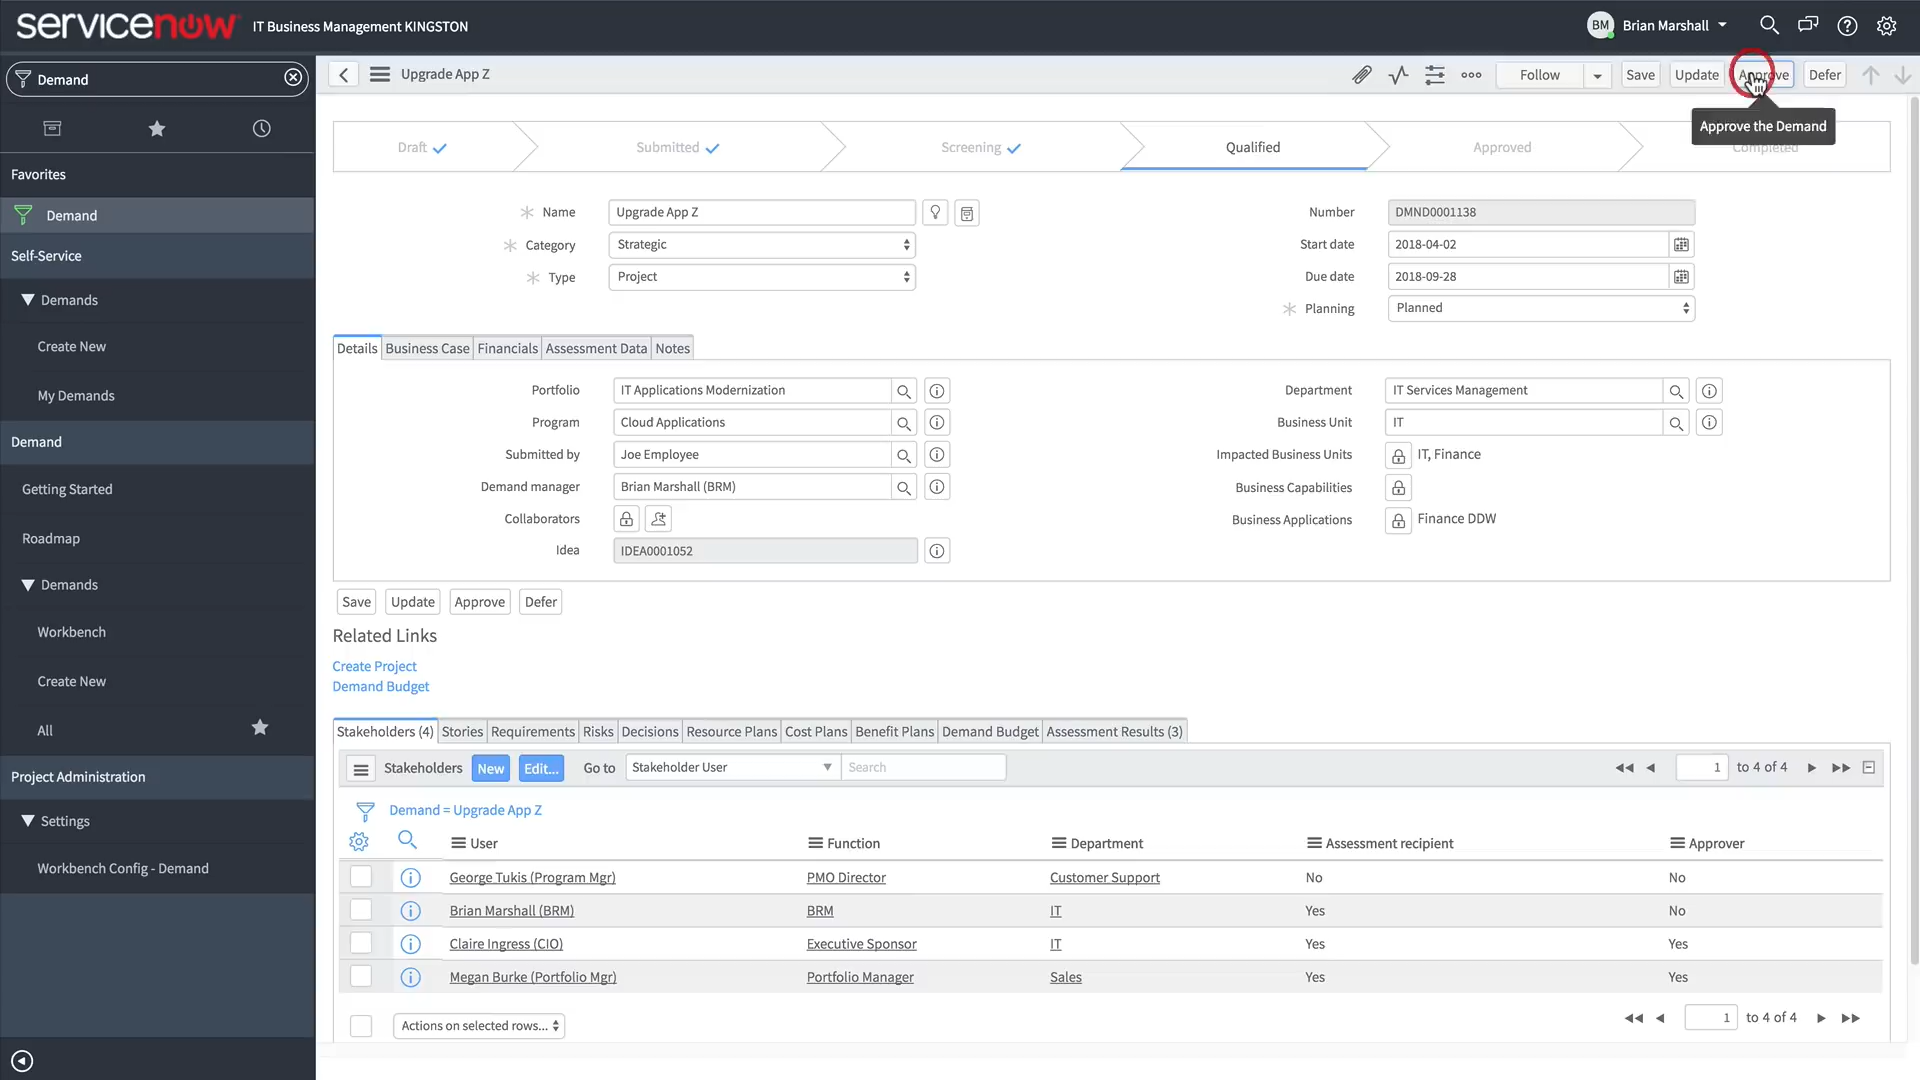 servicenow IT Business Management KINGSTON
BM Brian Marshall
Demand
Upgrade App Z
Follow Save Update Approve Defer
Approve the Demand
Draft Submitted Screening Qualified Approved Completed
Favorites
Demand
Self-Service
Demands
Create New
My Demands
Demand
Getting Started
Roadmap
Demands
Workbench
Create New
All
Project Administration
Settings
Workbench Config - Demand
Name Upgrade App Z
Category Strategic
Type Project
Number DMND0001138
Start date 2018-04-02
Due date 2018-09-28
Planning Planned
Details Business Case Financials Assessment Data Notes
Portfolio IT Applications Modernization
Program Cloud Applications
Submitted by Joe Employee
Demand manager Brian Marshall (BRM)
Collaborators
Idea IDEA0001052
Department IT Services Management
Business Unit IT
Impacted Business Units IT, Finance
Business Capabilities
Business Applications Finance DDW
Save Update Approve Defer
Related Links
Create Project
Demand Budget
Stakeholders (4) Stories Requirements Risks Decisions Resource Plans Cost Plans Benefit Plans Demand Budget Assessment Results (3)
Stakeholders New Edit... Go to Stakeholder User Search 1 to 4 of 4
Demand = Upgrade App Z
User Function Department Assessment recipient Approver
George Tukis (Program Mgr) PMO Director Customer Support No No
Brian Marshall (BRM) BRM IT Yes No
Claire Ingress (CIO) Executive Sponsor IT Yes Yes
Megan Burke (Portfolio Mgr) Portfolio Manager Sales Yes Yes
Actions on selected rows... 1 to 4 of 4